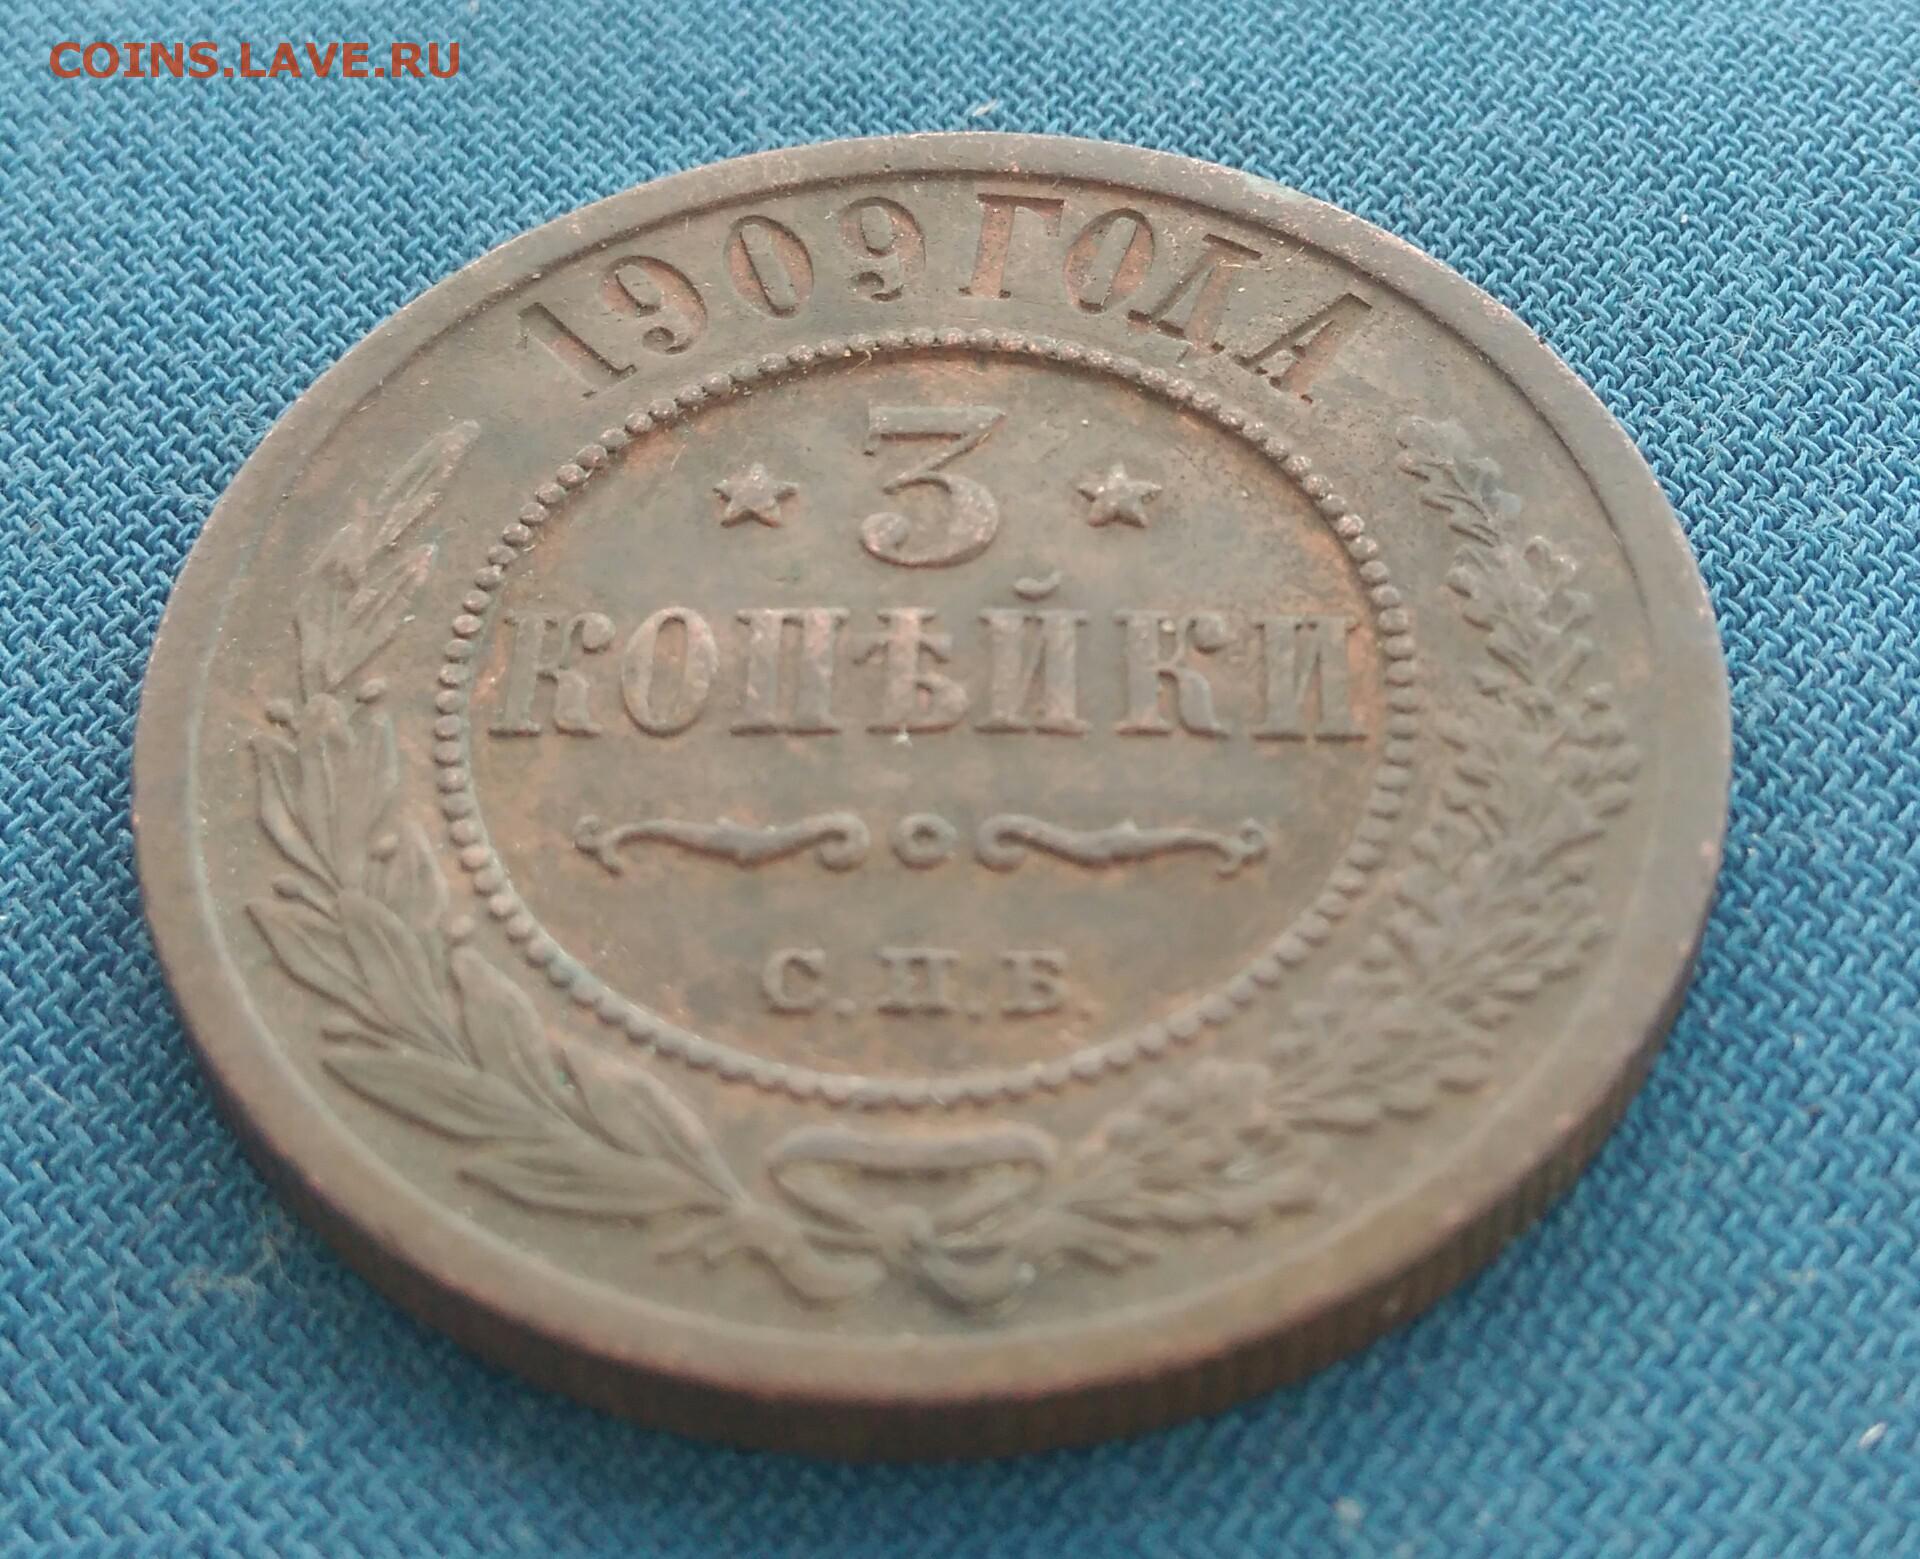 COINS.LAVE.RU
1909 ГОДА
3
КОПѢЙКИ
С.П.Б.